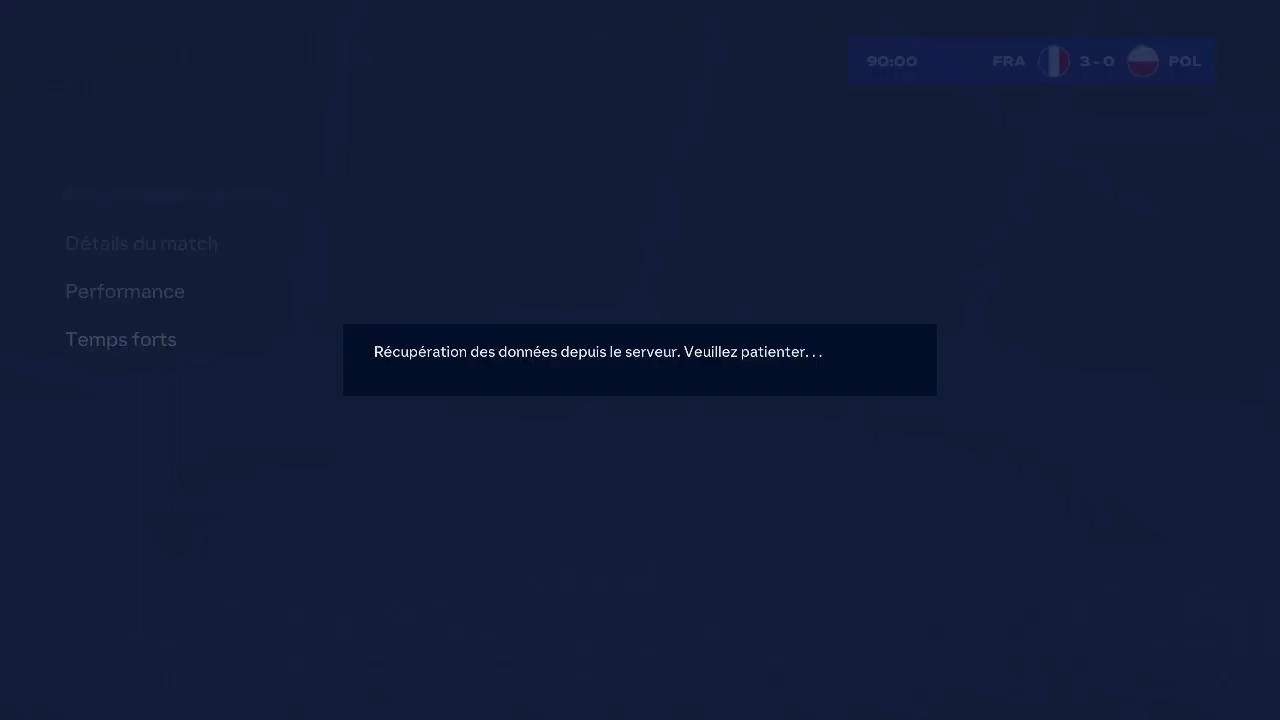 90:00 FRA 3 - 0 POL
Détails du match
Performance
Temps forts
Récupération des données depuis le serveur. Veuillez patienter. . .